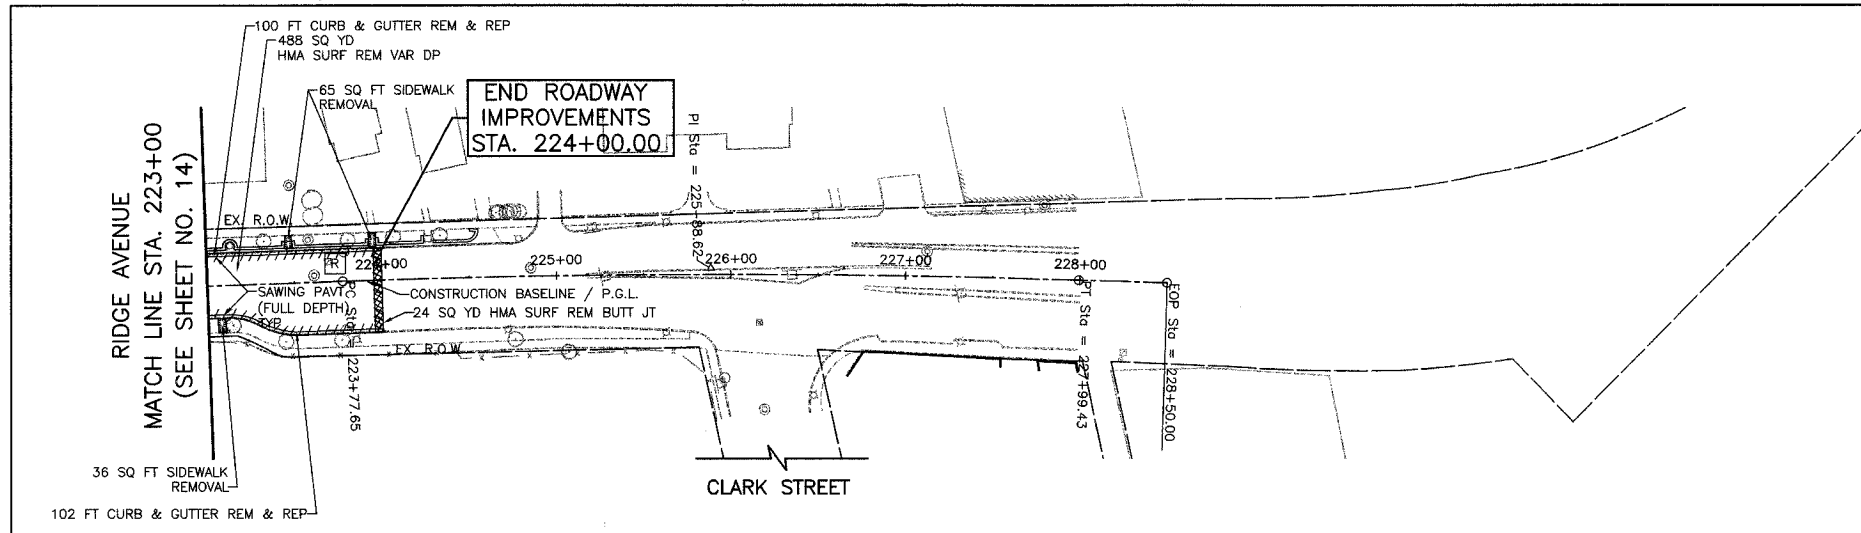 100 FT CURB & GUTTER REM & REP
488 SQ YD
HMA SURF REM VAR DP
65 SQ FT SIDEWALK
REMOVAL
END ROADWAY
IMPROVEMENTS
STA. 224+00.00
RIDGE AVENUE
MATCH LINE STA. 223+00
(SEE SHEET NO. 14)
EX. R.O.W.
PI Sta = 225+88.62
R
224+00
225+00
226+00
227+00
228+00
SAWING PAVT
(FULL DEPTH)
TYP
PC Sta = 223+77.65
CONSTRUCTION BASELINE / P.G.L.
24 SQ YD HMA SURF REM BUTT JT
EX. R.O.W.
PT Sta = 227+99.43
EOP Sta = 228+50.00
36 SQ FT SIDEWALK
REMOVAL
102 FT CURB & GUTTER REM & REP
CLARK STREET